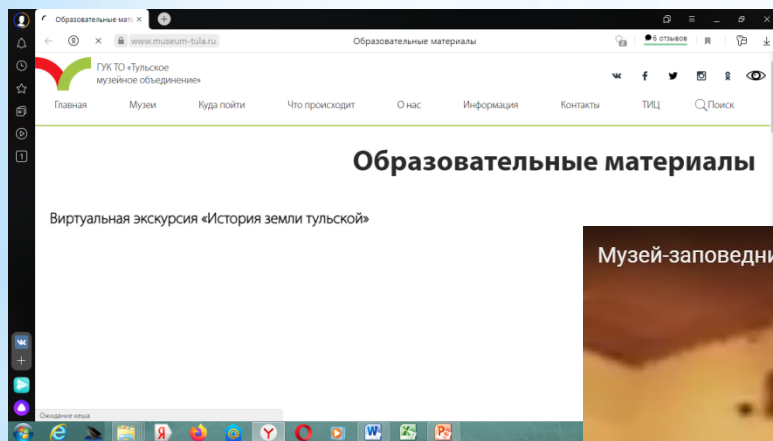 Образовательные мате
www.museum-tula.ru
Образовательные материалы
6 отзывов
ГУК ТО «Тульское
музейное объединение»
Главная Музеи Куда пойти Что происходит О нас Информация Контакты ТИЦ Поиск
Образовательные материалы
Виртуальная экскурсия «История земли тульской»
Музей-заповедни
Ожидание кеша